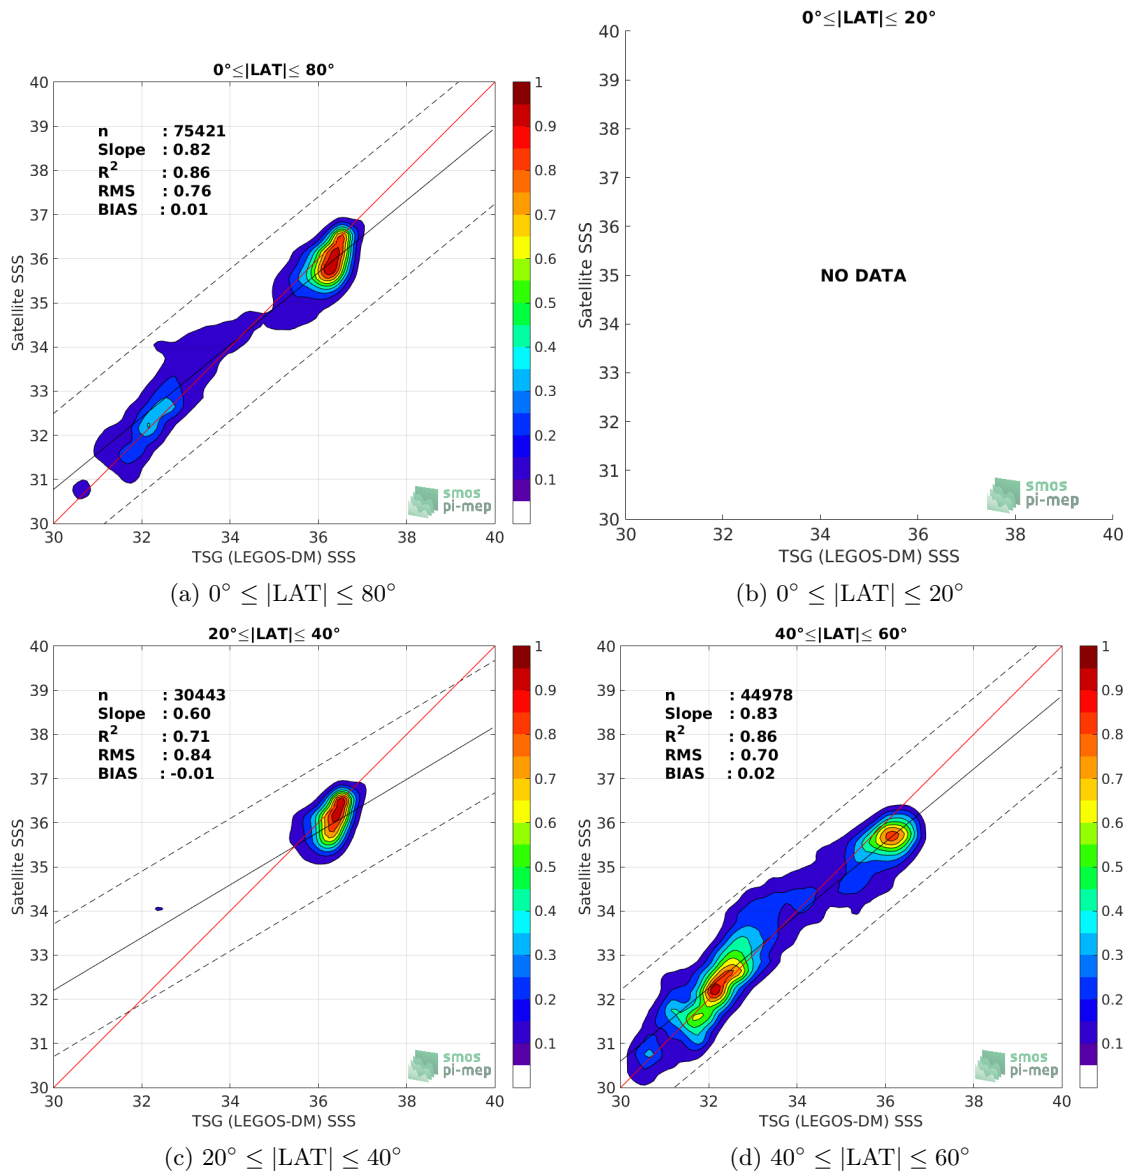 0°≤|LAT|≤ 80°
40
39
38
37
36
35
34
33
32
31
30
Satellite SSS
n : 75421
Slope : 0.82
R² : 0.86
RMS : 0.76
BIAS : 0.01
smos
pi-mep
30 32 34 36 38 40
TSG (LEGOS-DM) SSS
1
0.9
0.8
0.7
0.6
0.5
0.4
0.3
0.2
0.1
(a) 0° ≤ |LAT| ≤ 80°
0°≤|LAT|≤ 20°
40
39
38
37
36
35
34
33
32
31
30
Satellite SSS
NO DATA
smos
pi-mep
30 32 34 36 38 40
TSG (LEGOS-DM) SSS
(b) 0° ≤ |LAT| ≤ 20°
20°≤|LAT|≤ 40°
40
39
38
37
36
35
34
33
32
31
30
Satellite SSS
n : 30443
Slope : 0.60
R² : 0.71
RMS : 0.84
BIAS : -0.01
smos
pi-mep
30 32 34 36 38 40
TSG (LEGOS-DM) SSS
1
0.9
0.8
0.7
0.6
0.5
0.4
0.3
0.2
0.1
(c) 20° ≤ |LAT| ≤ 40°
40°≤|LAT|≤ 60°
40
39
38
37
36
35
34
33
32
31
30
Satellite SSS
n : 44978
Slope : 0.83
R² : 0.86
RMS : 0.70
BIAS : 0.02
smos
pi-mep
30 32 34 36 38 40
TSG (LEGOS-DM) SSS
1
0.9
0.8
0.7
0.6
0.5
0.4
0.3
0.2
0.1
(d) 40° ≤ |LAT| ≤ 60°